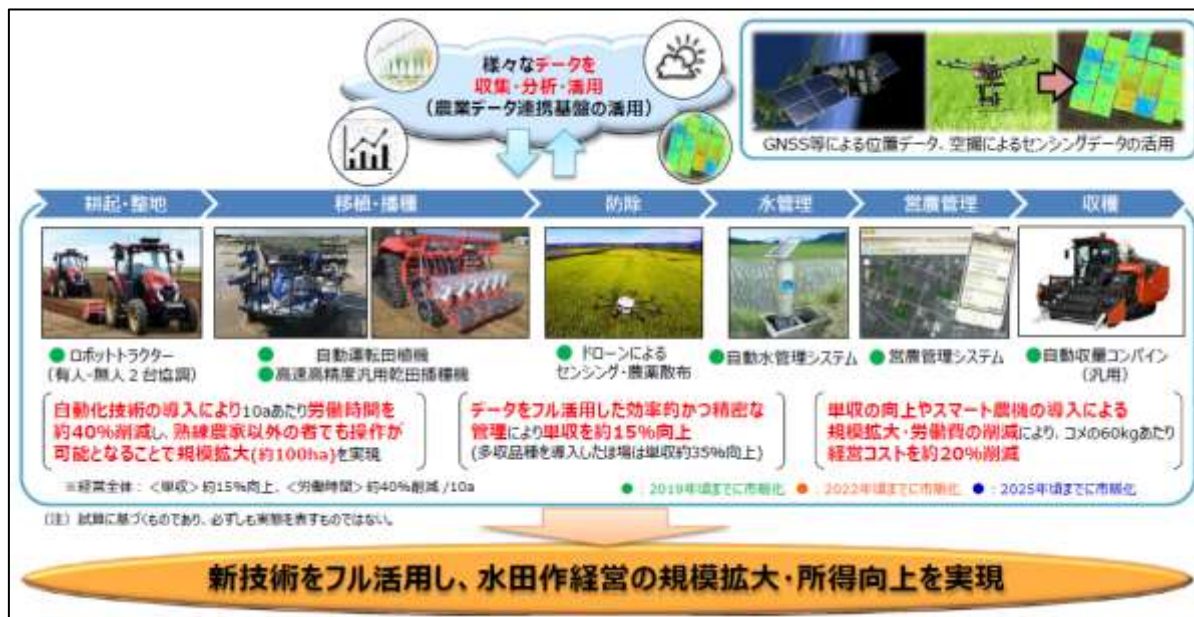 様々なデータを
収集・分析・活用
(農業データ連携基盤の活用)
GNSS等による位置データ、空撮によるセンシングデータの活用
耕起・整地
移植・播種
防除
水管理
営農管理
収穫
●ロボットトラクター
(有人-無人2台協調)
● 自動運転田植機
●高速高精度汎用乾田播種機
● ドローンによる
センシング・農薬散布
●自動水管理システム
●営農管理システム
●自動収量コンバイン
(汎用)
自動化技術の導入により10aあたり労働時間を
約40%削減し、熟練農家以外の者でも操作が
可能となることで規模拡大(約100ha)を実現
データをフル活用した効率的かつ精密な
管理により単収を約15%向上
(多収品種を導入したほ場は単収約35%向上)
単収の向上やスマート農機の導入による
規模拡大・労働費の削減により、コメの60kgあたり
経営コストを約20%削減
※経営全体:<単収>約15%向上、<労働時間>約40%削減/10a
●:2019年頃までに市販化 ●:2022年頃までに市販化 ●:2025年頃までに市販化
(注)試算に基づくものであり、必ずしも実態を表すものではない。
新技術をフル活用し、水田作経営の規模拡大・所得向上を実現